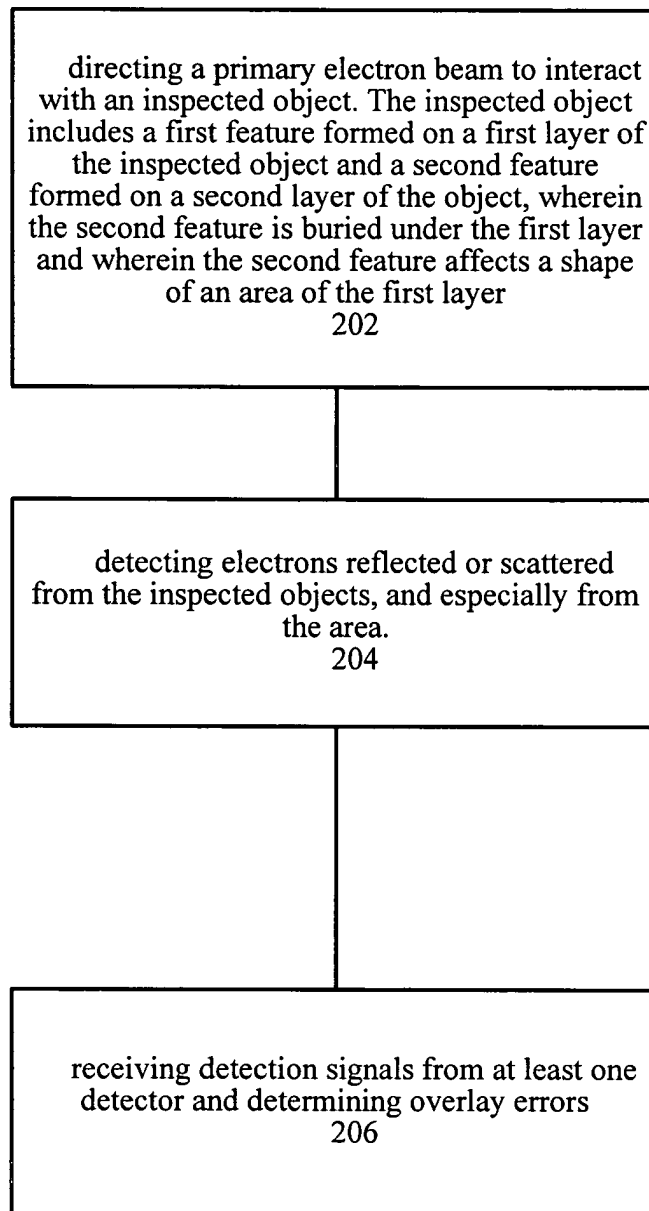 directing a primary electron beam to interact
with an inspected object. The inspected object
includes a first feature formed on a first layer of
the inspected object and a second feature
formed on a second layer of the object, wherein
the second feature is buried under the first layer
and wherein the second feature affects a shape
of an area of the first layer
202
detecting electrons reflected or scattered
from the inspected objects, and especially from
the area.
204
receiving detection signals from at least one
detector and determining overlay errors
206